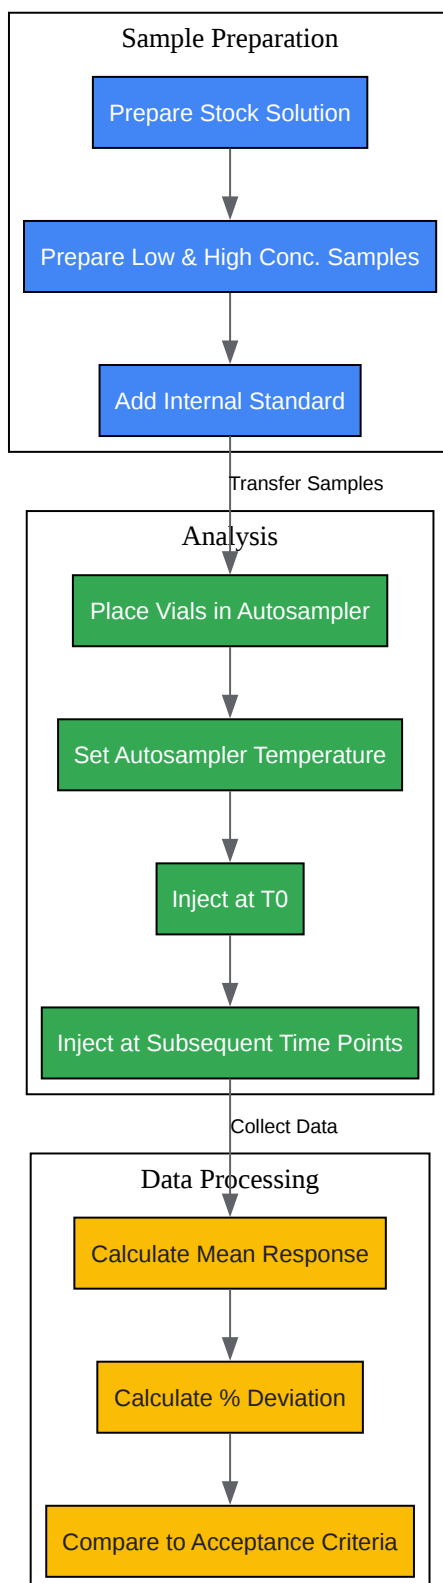 Sample Preparation
Prepare Stock Solution
Prepare Low & High Conc. Samples
Add Internal Standard
Transfer Samples
Analysis
Place Vials in Autosampler
Set Autosampler Temperature
Inject at T0
Inject at Subsequent Time Points
Collect Data
Data Processing
Calculate Mean Response
Calculate % Deviation
Compare to Acceptance Criteria